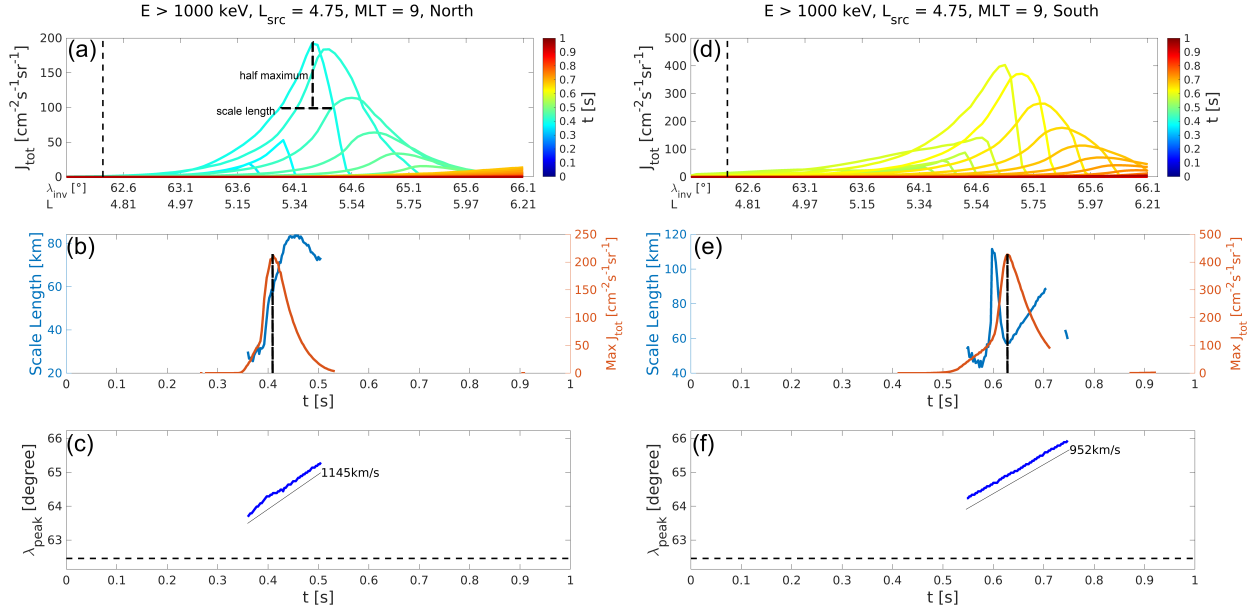 E > 1000 keV, L_src = 4.75, MLT = 9, North
(a)
J_tot [cm⁻²s⁻¹sr⁻¹]
200
150
100
50
0
half maximum
scale length
λ_inv [°] 62.6 63.1 63.6 64.1 64.6 65.1 65.6 66.1
L 4.81 4.97 5.15 5.34 5.54 5.75 5.97 6.21
1
0.9
0.8
0.7
0.6
0.5
0.4
0.3
0.2
0.1
0
t [s]
(b)
Scale Length [km]
80
60
40
20
250
200
150
100
50
0
Max J_tot [cm⁻²s⁻¹sr⁻¹]
0 0.1 0.2 0.3 0.4 0.5 0.6 0.7 0.8 0.9 1
t [s]
(c)
λ_peak [degree]
66
65
64
63
1145km/s
0 0.1 0.2 0.3 0.4 0.5 0.6 0.7 0.8 0.9 1
t [s]
E > 1000 keV, L_src = 4.75, MLT = 9, South
(d)
J_tot [cm⁻²s⁻¹sr⁻¹]
500
400
300
200
100
0
λ_inv [°] 62.6 63.1 63.6 64.1 64.6 65.1 65.6 66.1
L 4.81 4.97 5.15 5.34 5.54 5.75 5.97 6.21
1
0.9
0.8
0.7
0.6
0.5
0.4
0.3
0.2
0.1
0
t [s]
(e)
Scale Length [km]
120
100
80
60
40
500
400
300
200
100
0
Max J_tot [cm⁻²s⁻¹sr⁻¹]
0 0.1 0.2 0.3 0.4 0.5 0.6 0.7 0.8 0.9 1
t [s]
(f)
λ_peak [degree]
66
65
64
63
952km/s
0 0.1 0.2 0.3 0.4 0.5 0.6 0.7 0.8 0.9 1
t [s]